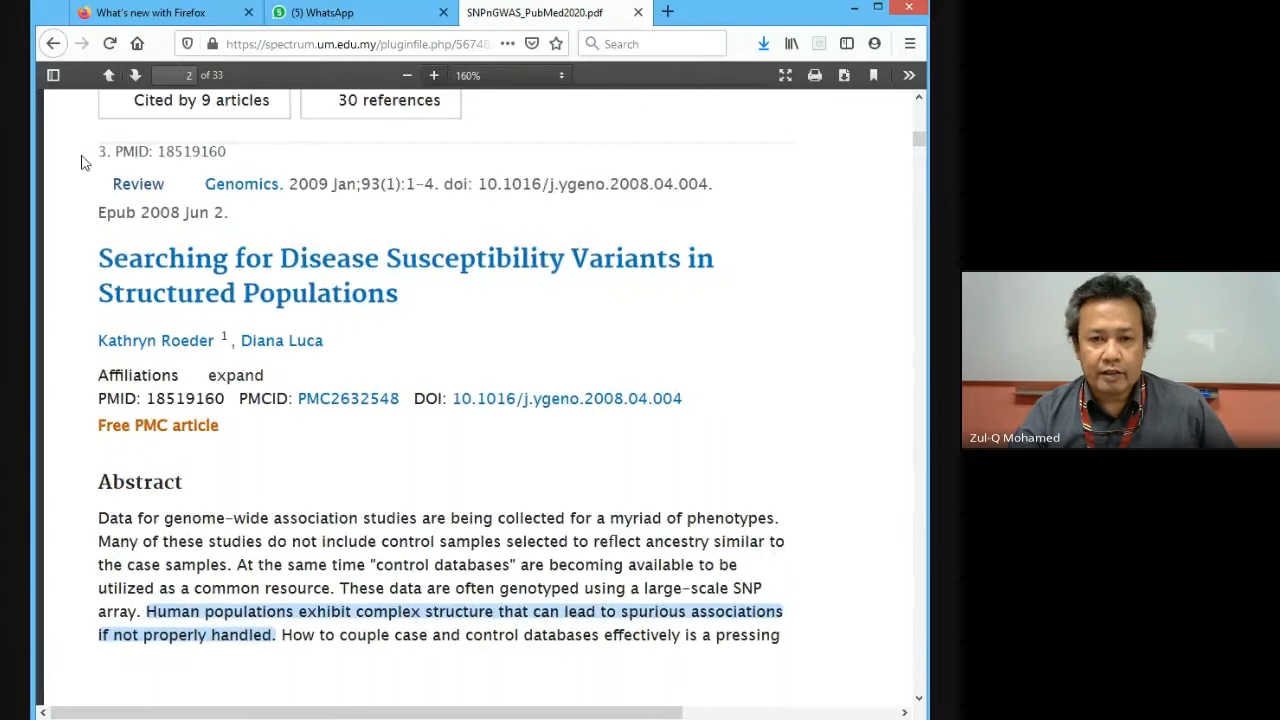 What's new with Firefox
(5) WhatsApp
SNPnGWAS_PubMed2020.pdf
https://spectrum.um.edu.my/pluginfile.php/56748
Search
2 of 33
160%
Cited by 9 articles
30 references
3. PMID: 18519160
Review Genomics. 2009 Jan;93(1):1-4. doi: 10.1016/j.ygeno.2008.04.004.
Epub 2008 Jun 2.
Searching for Disease Susceptibility Variants in
Structured Populations
Kathryn Roeder 1 , Diana Luca
Affiliations expand
PMID: 18519160 PMCID: PMC2632548 DOI: 10.1016/j.ygeno.2008.04.004
Free PMC article
Abstract
Data for genome-wide association studies are being collected for a myriad of phenotypes.
Many of these studies do not include control samples selected to reflect ancestry similar to
the case samples. At the same time "control databases" are becoming available to be
utilized as a common resource. These data are often genotyped using a large-scale SNP
array. Human populations exhibit complex structure that can lead to spurious associations
if not properly handled. How to couple case and control databases effectively is a pressing
Zul-Q Mohamed